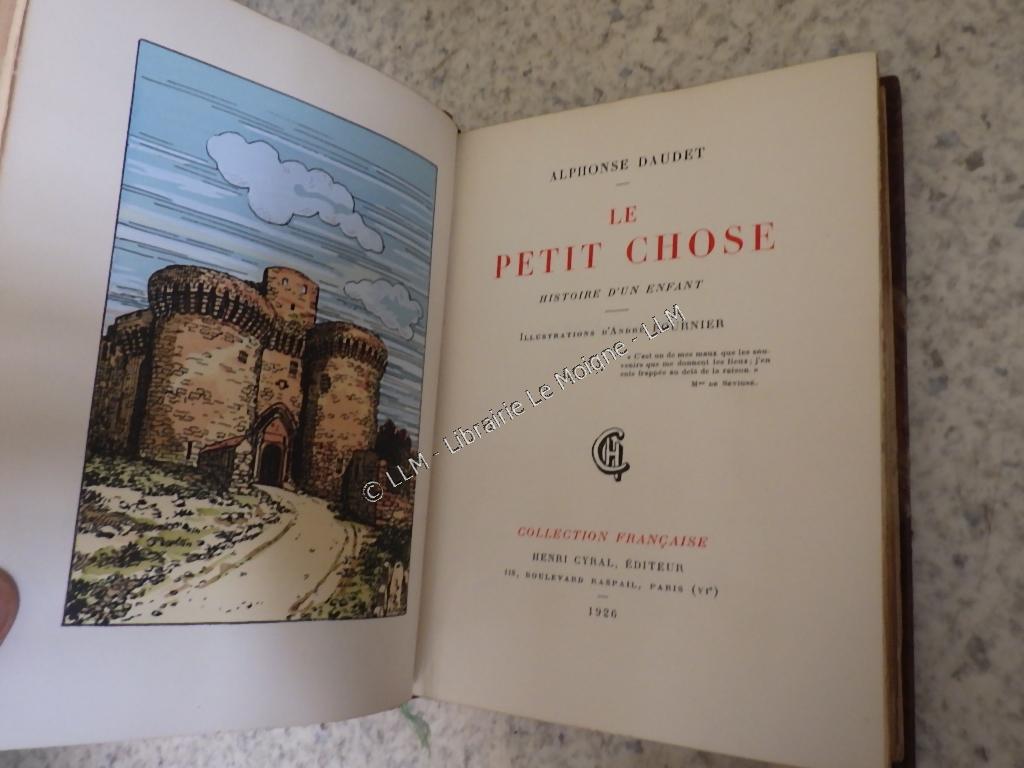 ALPHONSE DAUDET
LE
PETIT CHOSE
HISTOIRE D'UN ENFANT
ILLUSTRATIONS D'ANDRÉ FOURNIER
« C'est un de mes maux que les sou-
venirs que me donnent les lieux ; j'en
suis frappée au delà de la raison. »
Mme DE SÉVIGNÉ.
COLLECTION FRANÇAISE
HENRI CYRAL, ÉDITEUR
118, BOULEVARD RASPAIL, PARIS (VIe)
1926
© LLM - Librairie Le Moigne - LLM